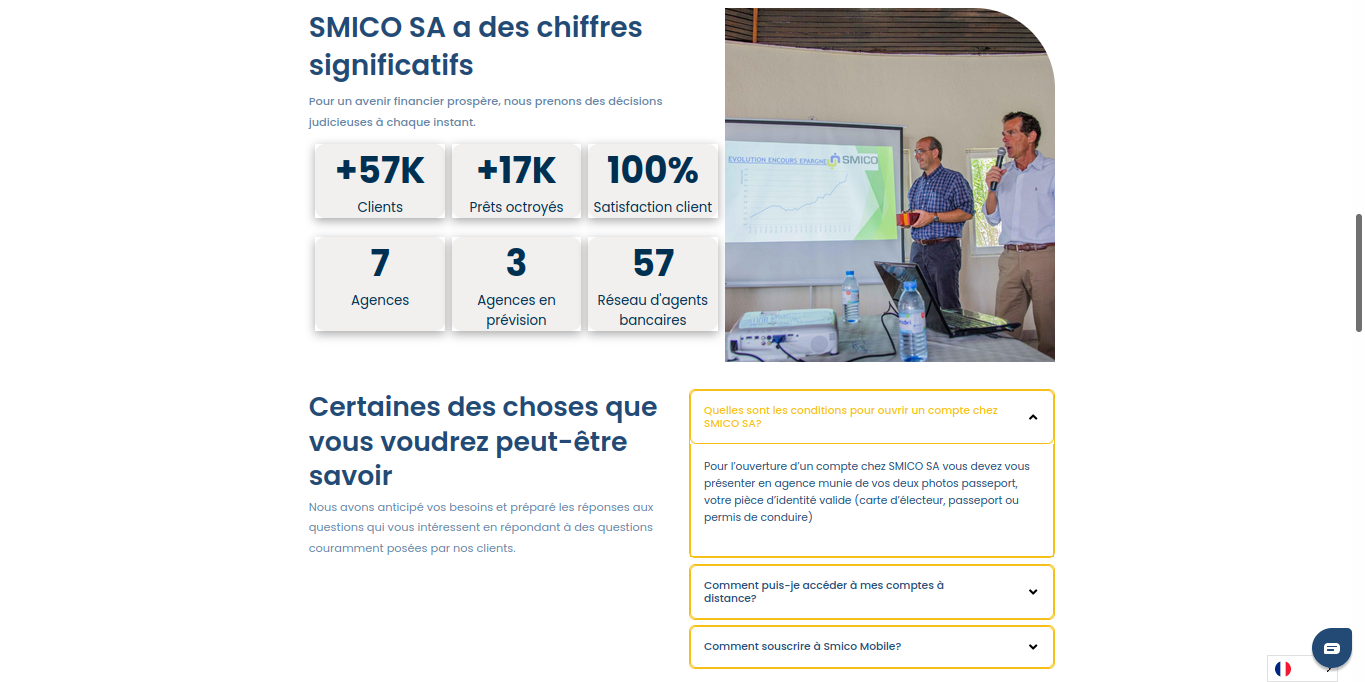 SMICO SA a des chiffres
significatifs
Pour un avenir financier prospère, nous prenons des décisions
judicieuses à chaque instant.
+57K
Clients
+17K
Prêts octroyés
100%
Satisfaction client
7
Agences
3
Agences en
prévision
57
Réseau d'agents
bancaires
EVOLUTION ENCOURS EPARGNE
SMICO
Certaines des choses que
vous voudrez peut-être
savoir
Nous avons anticipé vos besoins et préparé les réponses aux
questions qui vous intéressent en répondant à des questions
couramment posées par nos clients.
Quelles sont les conditions pour ouvrir un compte chez
SMICO SA?
Pour l’ouverture d’un compte chez SMICO SA vous devez vous
présenter en agence munie de vos deux photos passeport,
votre pièce d’identité valide (carte d’électeur, passeport ou
permis de conduire)
Comment puis-je accéder à mes comptes à
distance?
Comment souscrire à Smico Mobile?